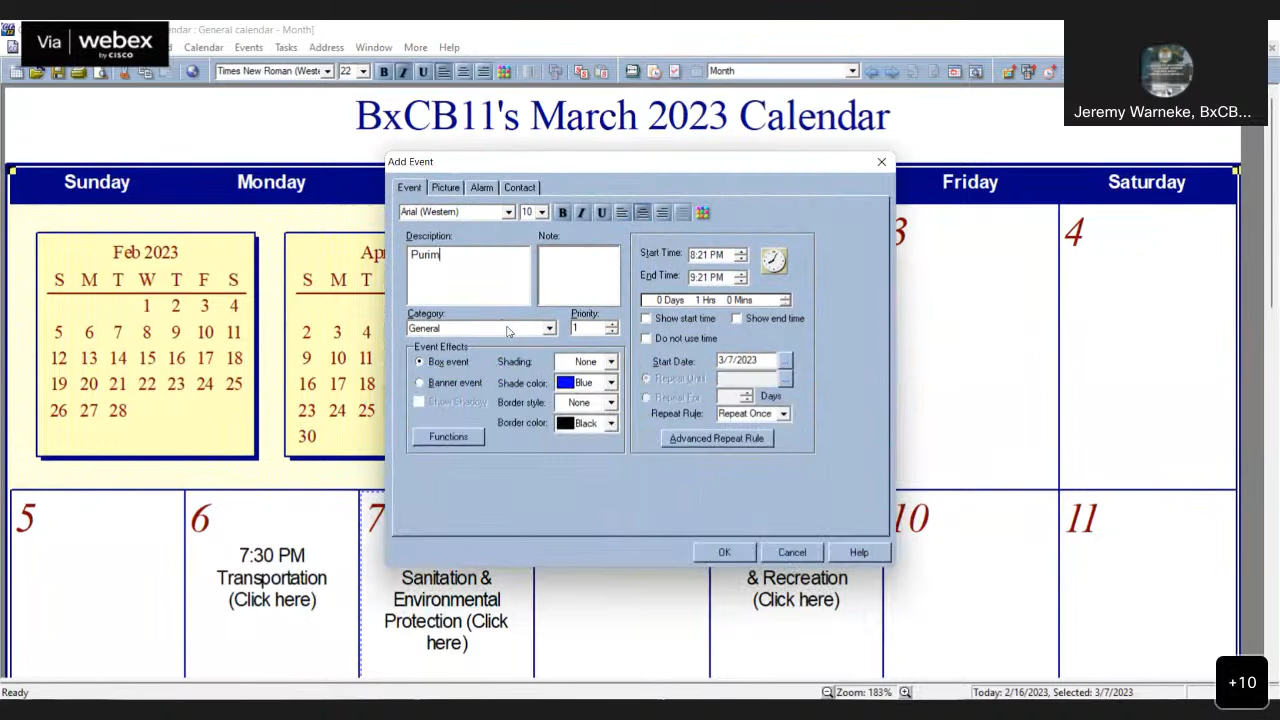 Via webex
by CISCO
endar : General calendar - Month]
Calendar Events Tasks Address Window More Help
Times New Roman (Weste 22 B I U Month
Jeremy Warneke, BxCB...
BxCB11's March 2023 Calendar
Sunday Monday Friday Saturday
Add Event
Event Picture Alarm Contact
Arial (Western) 10 B I U
Description: Note:
Purim
Start Time: 8:21 PM
End Time: 9:21 PM
0 Days 1 Hrs 0 Mins
Show start time Show end time
Do not use time
Category: Priority:
General 1
Event Effects
Box event Shading: None
Banner event Shade color: Blue
Show Shadow Border style: None
Border color: Black
Functions
Start Date: 3/7/2023
Repeat Until
Repeat For Days
Repeat Rule: Repeat Once
Advanced Repeat Rule
OK Cancel Help
Feb 2023
S M T W T F S
1 2 3 4
5 6 7 8 9 10 11
12 13 14 15 16 17 18
19 20 21 22 23 24 25
26 27 28
Apr
S M T
2 3 4
9 10 11
16 17 18
23 24 25
30
3 4
5 6 7 10 11
7:30 PM
Transportation
(Click here)
Sanitation &
Environmental
Protection (Click
here)
& Recreation
(Click here)
Ready
Zoom: 183%
Today: 2/16/2023, Selected: 3/7/2023
+10